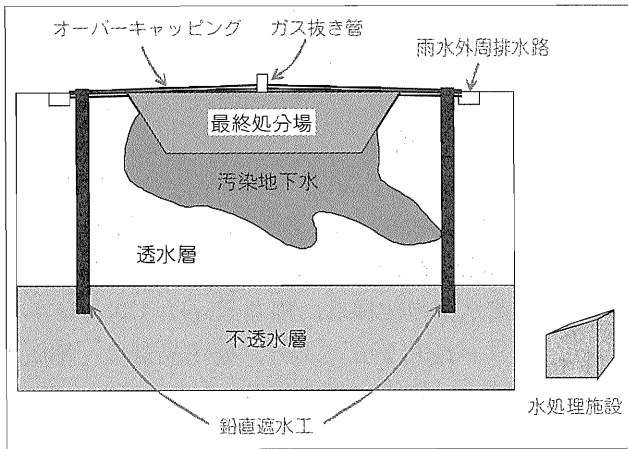 オーバーキャッピング
ガス抜き管
雨水外周排水路
最終処分場
汚染地下水
透水層
不透水層
鉛直遮水工
水処理施設